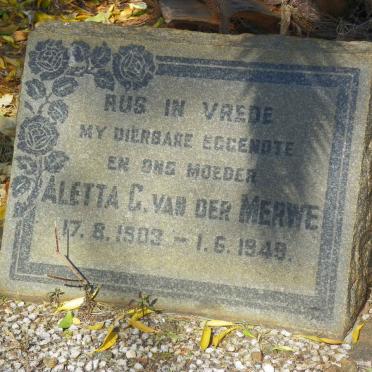 RUS IN VREDE
MY DIERBARE EGGENOTE
EN ONS MOEDER
ALETTA C. VAN DER MERWE
17.8.1903 – 1.6.1949.